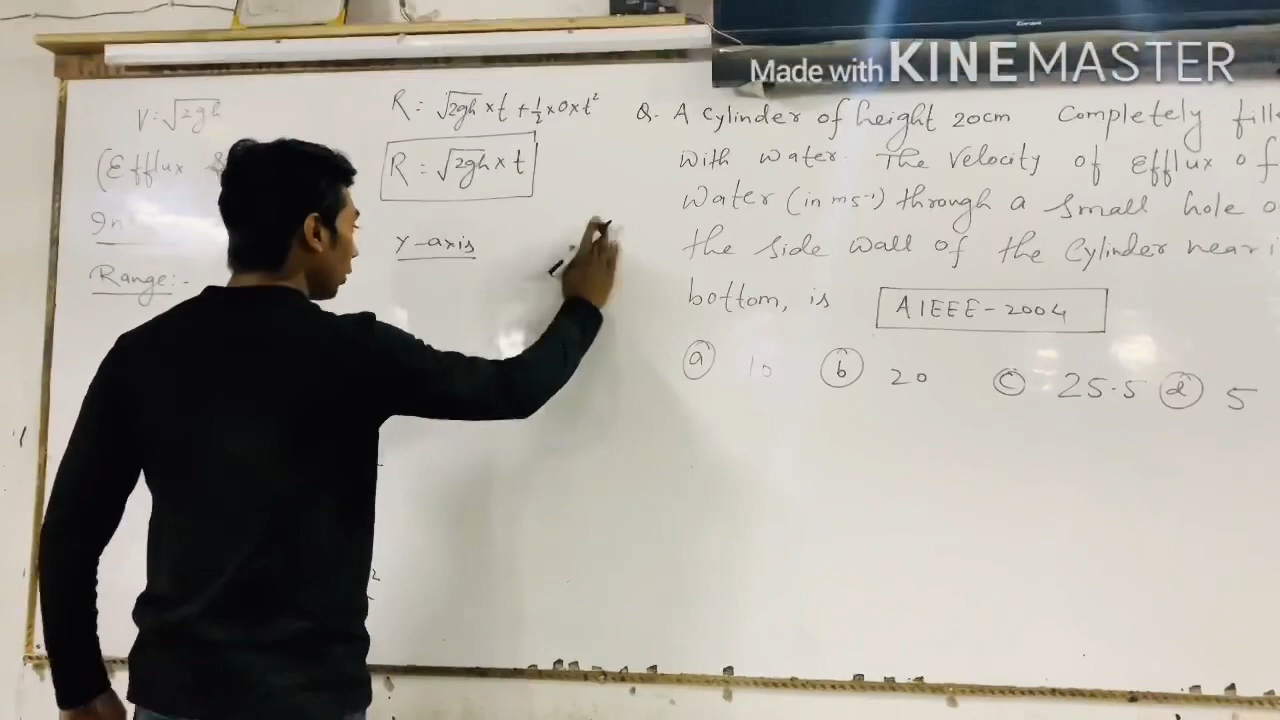 Made with KINEMASTER
V = √2gh
(Efflux
Range:-
R = √2gh × t + ½ × 0 × t²
R = √2gh × t
Y-axis
Q. A Cylinder of height 20cm Completely fill
with water. The Velocity of Efflux of
Water (in ms⁻¹) through a small hole o
the side wall of the Cylinder near i
bottom, is AIEEE-2004
(a) 10 (b) 20 (c) 25.5 (d) 5